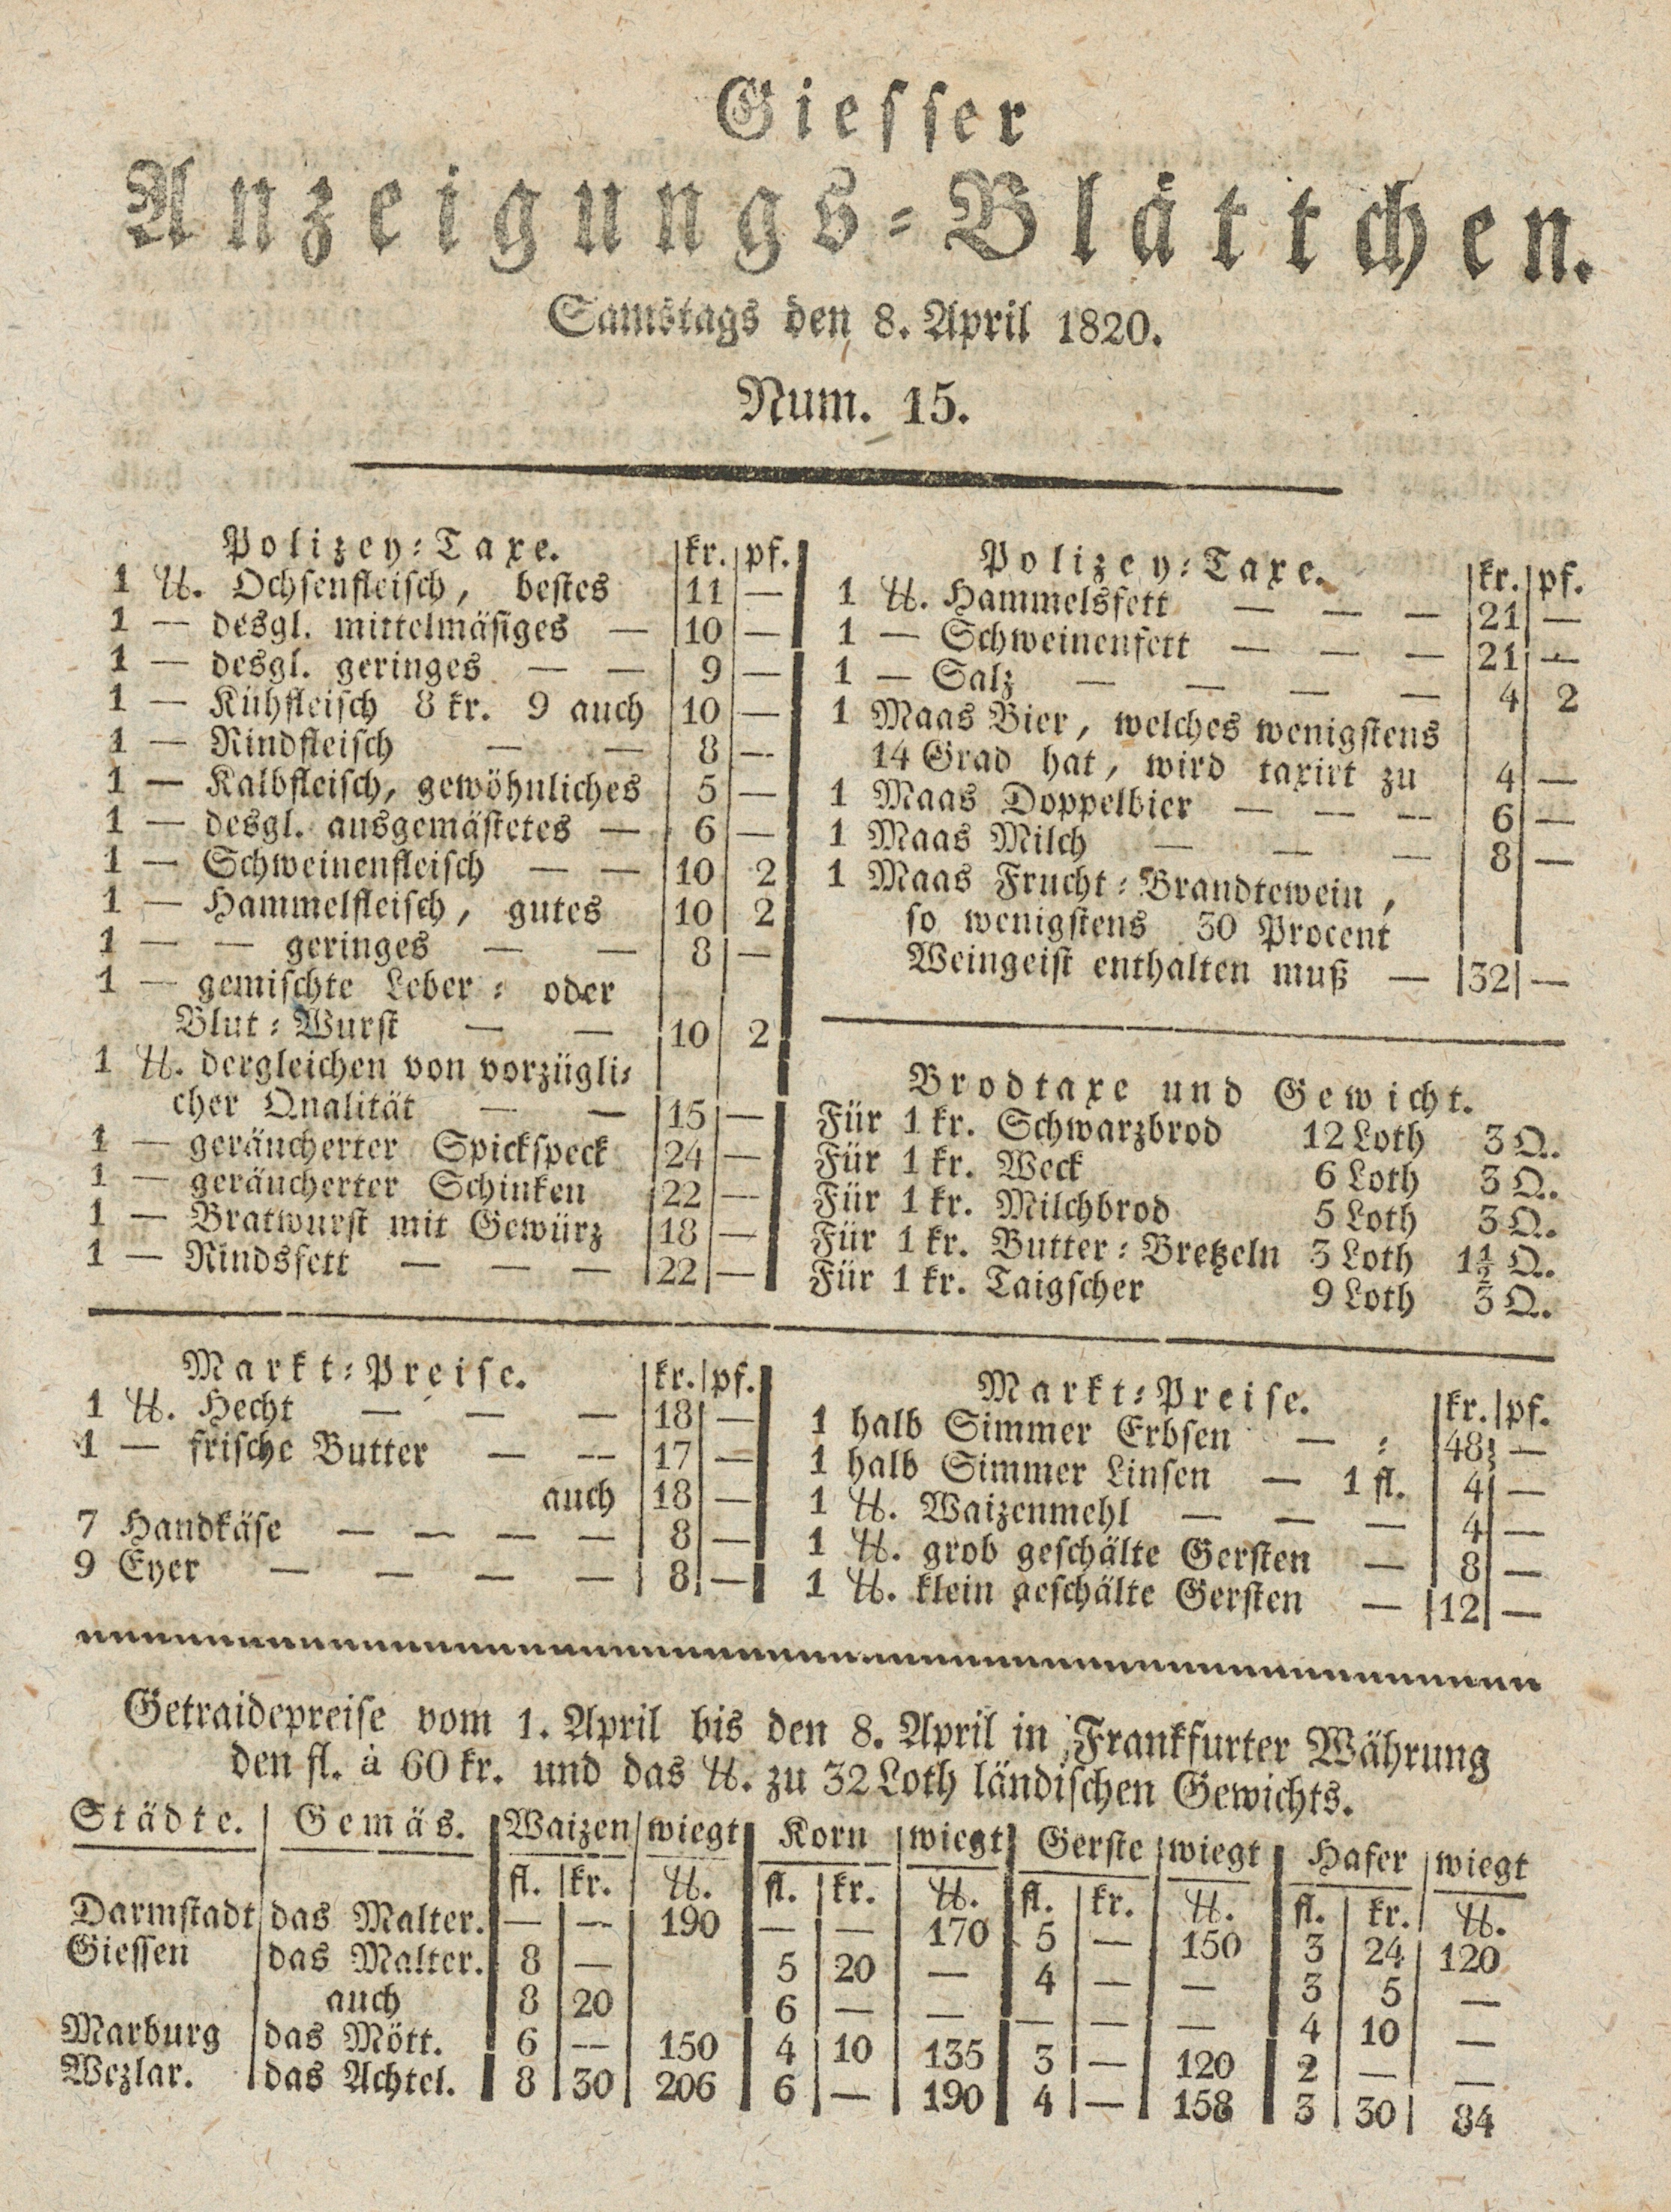 Giesser
Anzeigungs-Blättchen.
Samstags den 8. April 1820.
Num. 15.
Polizey-Taxe. kr. pf.
1 ℔. Ochsenfleisch, bestes 11 —
1 — desgl. mittelmäsiges — 10 —
1 — desgl. geringes — — 9 —
1 — Kühfleisch 8 kr. 9 auch 10 —
1 — Rindfleisch — — 8 —
1 — Kalbfleisch, gewöhnliches 5 —
1 — desgl. ausgemästetes — 6 —
1 — Schweinenfleisch — — 10 2
1 — Hammelfleisch, gutes 10 2
1 — — geringes — — 8 —
1 — gemischte Leber- oder
Blut-Wurst — — 10 2
1 ℔. dergleichen von vorzügli-
cher Qnalität — — 15 —
1 — geräucherter Spickspeck 24 —
1 — geräucherter Schinken 22 —
1 — Bratwurst mit Gewürz 18 —
1 — Rindsfett — — — 22 —
Polizey-Taxe. kr. pf.
1 ℔. Hammelsfett — — — 21 —
1 — Schweinenfett — — — 21 —
1 — Salz — — — — 4 2
1 Maas Bier, welches wenigstens
14 Grad hat, wird taxirt zu 4 —
1 Maas Doppelbier — — — 6 —
1 Maas Milch — — — 8 —
1 Maas Frucht-Brandtewein,
so wenigstens 30 Procent
Weingeist enthalten muß — 32 —
Brodtaxe und Gewicht.
Für 1 kr. Schwarzbrod 12 Loth 3 Q.
Für 1 kr. Weck 6 Loth 3 Q.
Für 1 kr. Milchbrod 5 Loth 3 Q.
Für 1 kr. Butter-Bretzeln 3 Loth 1½ Q.
Für 1 kr. Taigscher 9 Loth 3 Q.
Markt-Preise. kr. pf.
1 ℔. Hecht — — — 18 —
1 — frische Butter — — 17 —
auch 18 —
7 Handkäse — — — — 8 —
9 Eyer — — — — 8 —
Markt-Preise. kr. pf.
1 halb Simmer Erbsen — - 48 —
1 halb Simmer Linsen — 1 fl. 4 —
1 ℔. Waizenmehl — — — 4 —
1 ℔. grob geschälte Gersten — 8 —
1 ℔. klein geschälte Gersten — 12 —
Getraidepreise vom 1. April bis den 8. April in Frankfurter Währung
den fl. à 60 kr. und das ℔. zu 32 Loth ländischen Gewichts.
Städte. Gemäs. Waizen wiegt Korn wiegt Gerste wiegt Hafer wiegt
fl. kr. ℔. fl. kr. ℔. fl. kr. ℔. fl. kr. ℔.
Darmstadt das Malter. — — 190 — — 170 5 — 150 3 24 120
Giessen das Malter. 8 — 5 20 — 4 — — 3 5 —
auch 8 20 6 — — — — — 4 10 —
Marburg das Mött. 6 — 150 4 10 135 3 — 120 2 — —
Wezlar. das Achtel. 8 30 206 6 — 190 4 — 158 3 30 84